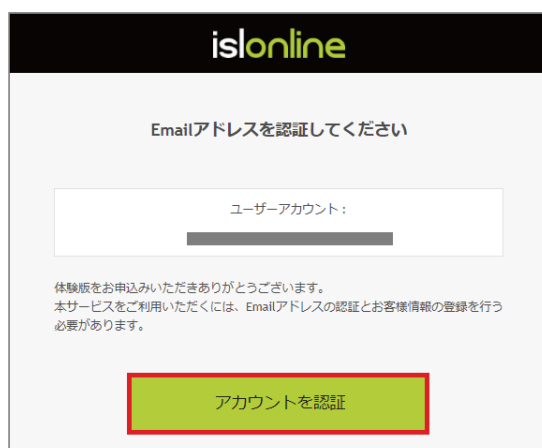 islonline
Emailアドレスを認証してください
ユーザーアカウント：
体験版をお申込みいただきありがとうございます。
本サービスをご利用いただくには、Emailアドレスの認証とお客様情報の登録を行う
必要があります。
アカウントを認証